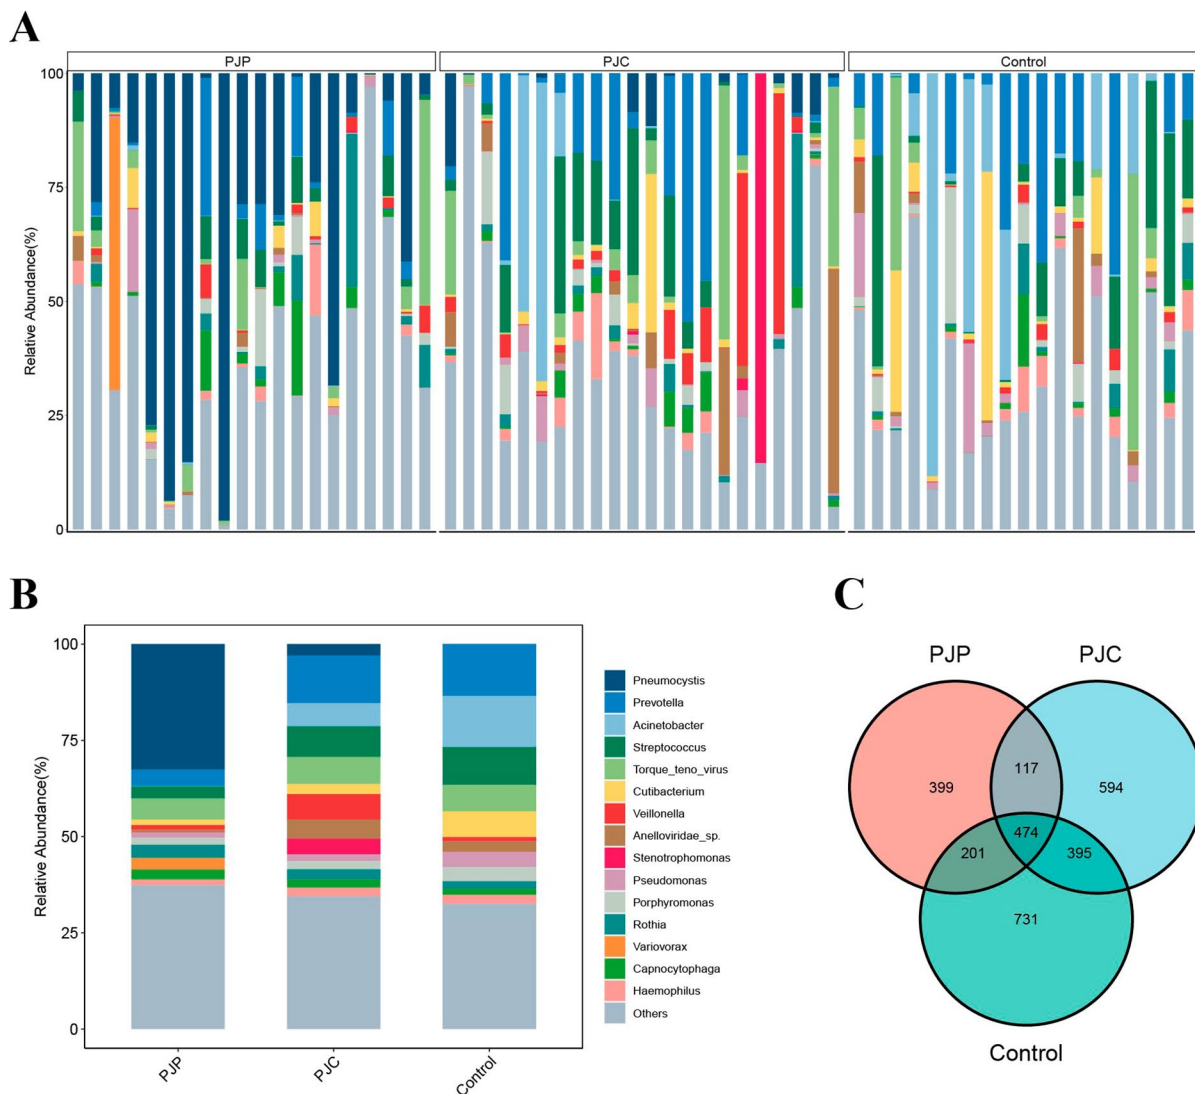 A
PJP PJC Control
100
75
50
25
0
Relative Abundance(%)
B
100
75
50
25
0
Relative Abundance(%)
PJP PJC Control
Pneumocystis
Prevotella
Acinetobacter
Streptococcus
Torque_teno_virus
Cutibacterium
Veillonella
Anelloviridae_sp.
Stenotrophomonas
Pseudomonas
Porphyromonas
Rothia
Variovorax
Capnocytophaga
Haemophilus
Others
C
PJP PJC
117
399 594
474
201 395
731
Control